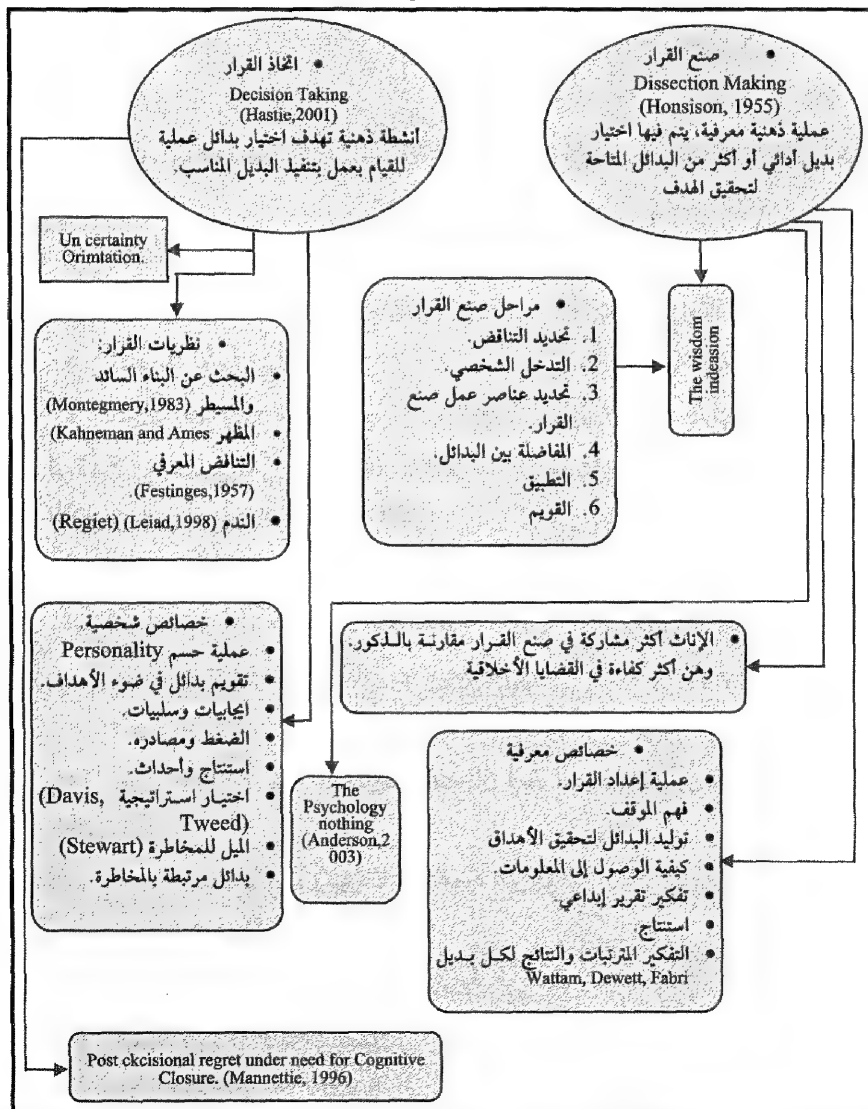 صنع القرار
Dissection Making
(Honsison, 1955)
عملية ذهنية معرفية، يتم فيها اختيار
بديل أدائي أو أكثر من البدائل المتاحة
لتحقيق الهدف
اتخاذ القرار
Decision Taking
(Hastie,2001)
أنشطة ذهنية تهدف اختيار بدائل عملية
للقيام بعمل بتنفيذ البديل المناسب.
Un certainty
Orimtation.
مراحل صنع القرار
1. تحديد التناقض.
2. التدخل الشخصي.
3. تحديد عناصر عمل صنع
القرار.
4. المفاضلة بين البدائل.
5. التطبيق
6. القويم
The wisdom
indeasion
نظريات القرار:
البحث عن البناء السائد
والمسيطر (Montegmery,1983)
المظهر Kahneman and Ames)
التناقض المعرفي
(Festinges,1957).
الندم (Leiad,1998) (Regiet)
الإناث أكثر مشاركة في صنع القرار مقارنة بالذكور.
وهن أكثر كفاءة في القضايا الأخلاقية
خصائص شخصية.
عملية حسم Personality
تقويم بدائل في ضوء الأهداف.
ايجابيات وسلبيات.
الضغط ومصادره.
استنتاج وأحداث.
اختيار استراتيجية (Davis,
Tweed)
الميل للمخاطرة (Stewart)
بدائل مرتبطة بالمخاطرة.
The
Psychology
nothing
(Anderson,2
003)
خصائص معرفية
عملية إعداد القرار.
فهم الموقف.
توليد البدائل لتحقيق الأهداق
كيفية الوصول إلى المعلومات.
تفكير تقرير إبداعي.
استنتاج.
التفكير المترتبات والنتائج لكل بديل
Wattam, Dewett, Fabri
Post ckcisional regret under need for Cognitive
Closure. (Mannettie, 1996)